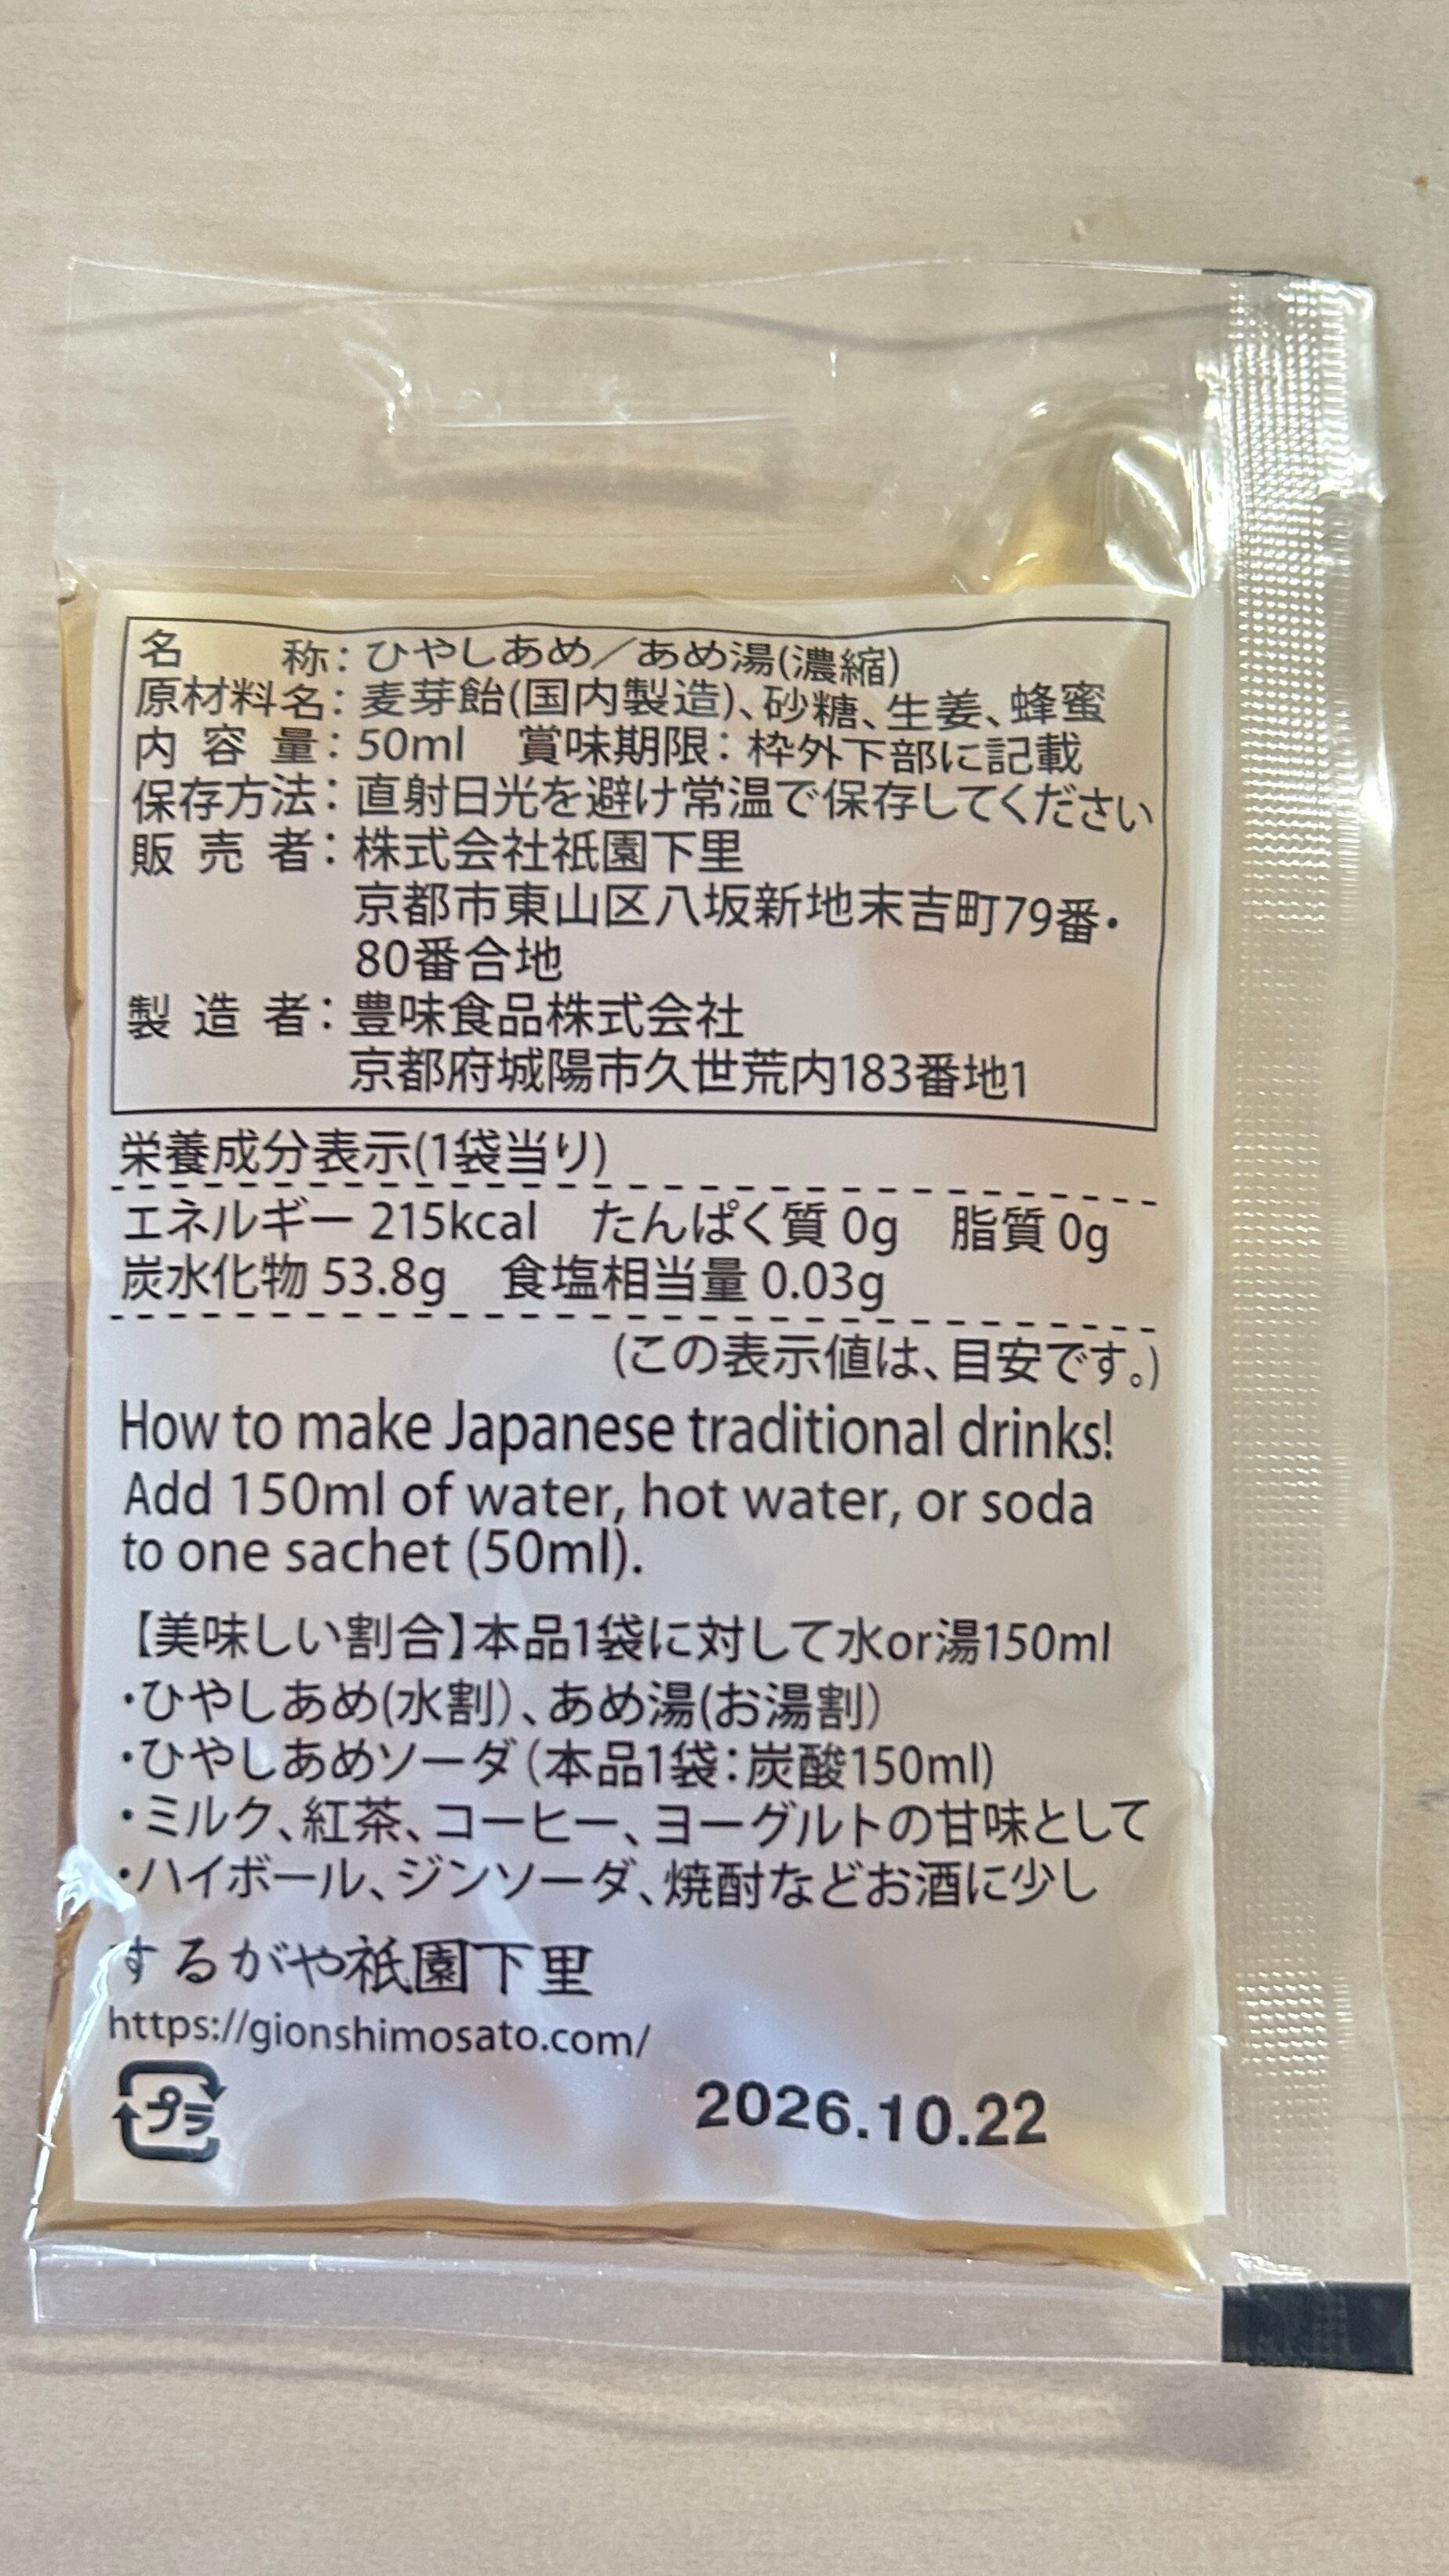 名　　称：ひやしあめ／あめ湯(濃縮)
原材料名：麦芽飴(国内製造)、砂糖、生姜、蜂蜜
内 容 量：50ml　賞味期限：枠外下部に記載
保存方法：直射日光を避け常温で保存してください
販 売 者：株式会社祇園下里
京都市東山区八坂新地末吉町79番・
80番合地
製 造 者：豊味食品株式会社
京都府城陽市久世荒内183番地1
栄養成分表示(1袋当り)
エネルギー 215kcal　たんぱく質 0g　脂質 0g
炭水化物 53.8g　食塩相当量 0.03g
(この表示値は、目安です。)
How to make Japanese traditional drinks!
Add 150ml of water, hot water, or soda
to one sachet (50ml).
【美味しい割合】本品1袋に対して水or湯150ml
・ひやしあめ(水割)、あめ湯(お湯割)
・ひやしあめソーダ(本品1袋：炭酸150ml)
・ミルク、紅茶、コーヒー、ヨーグルトの甘味として
・ハイボール、ジンソーダ、焼酎などお酒に少し
するがや祇園下里
https://gionshimosato.com/
プラ
2026.10.22